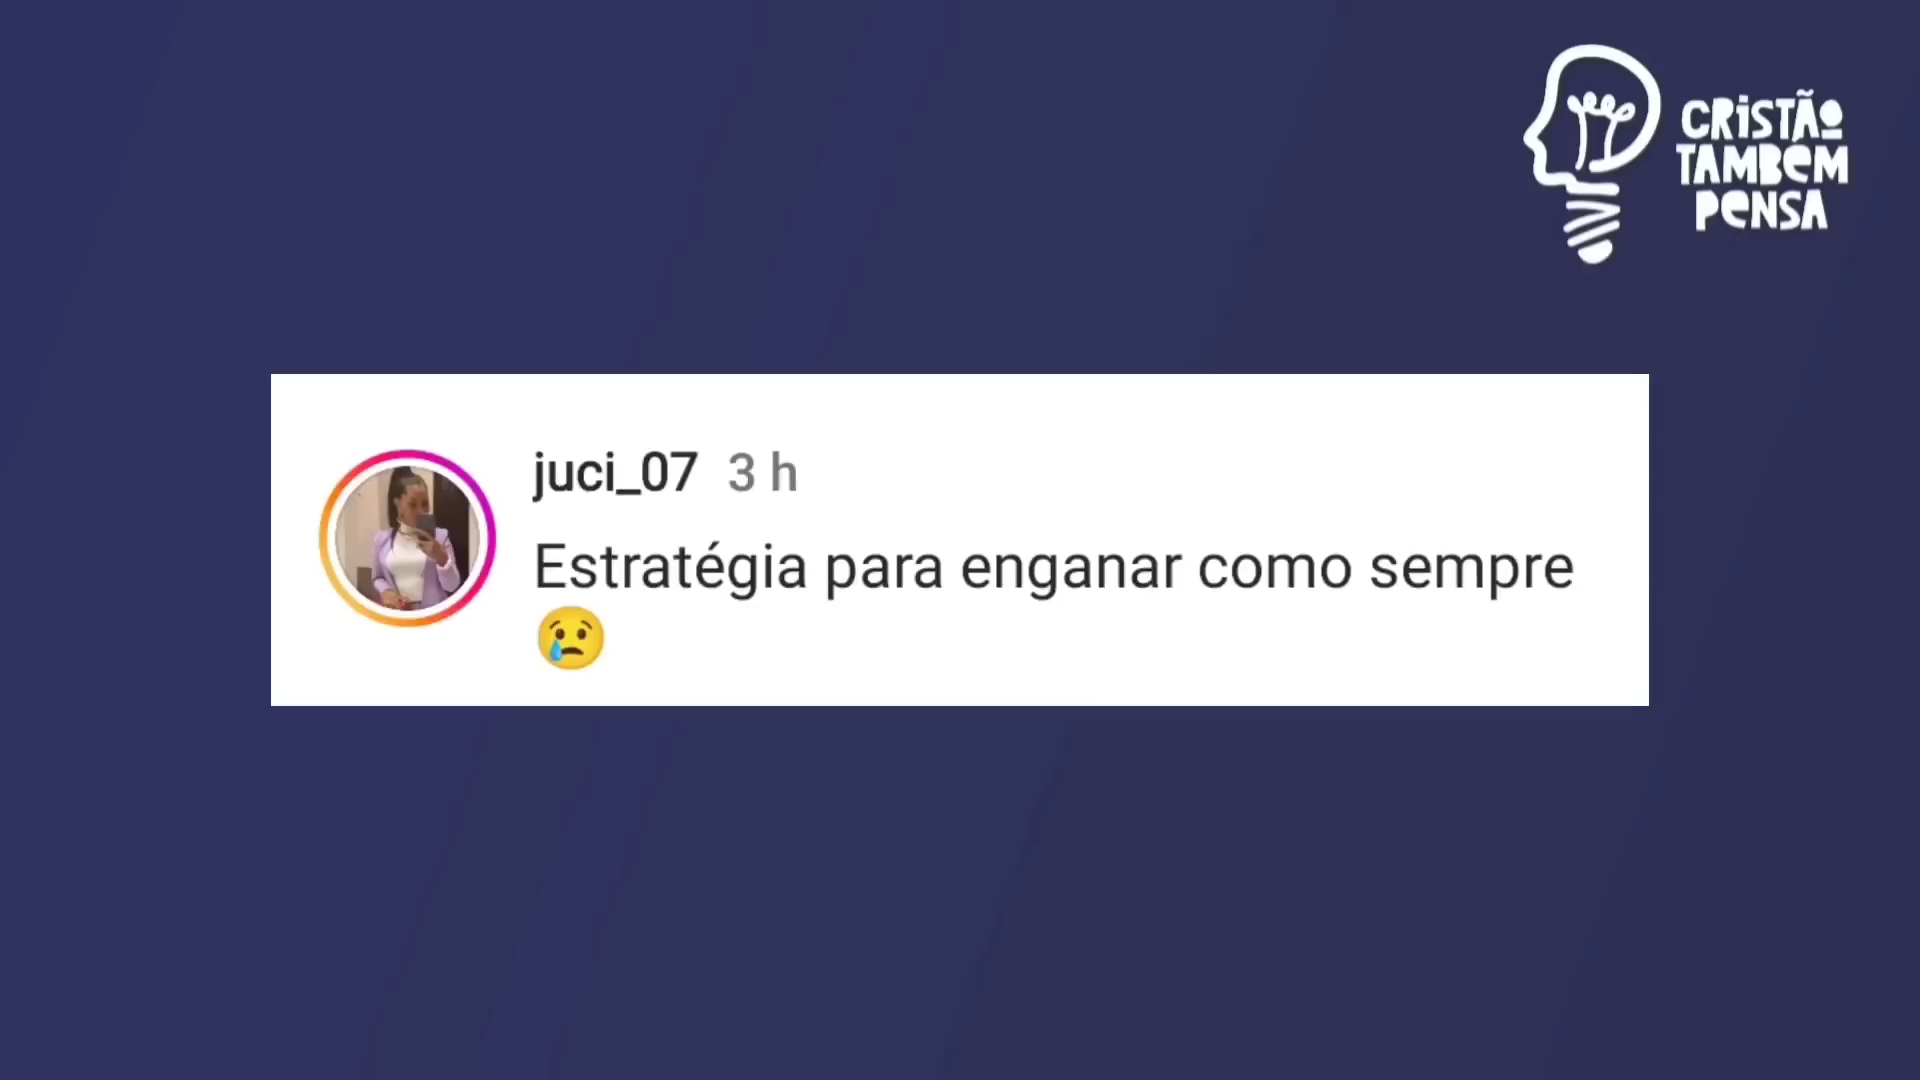 CRISTÃO
TAMBÉM
PENSA
juci_07 3 h
Estratégia para enganar como sempre
😢